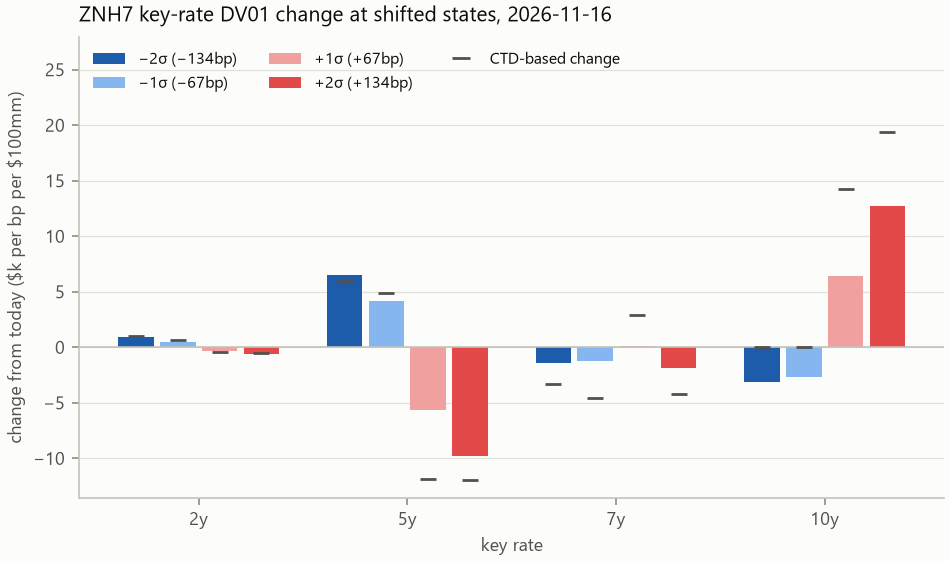 ZNH7 key-rate DV01 change at shifted states, 2026-11-16
−2σ (−134bp)
−1σ (−67bp)
+1σ (+67bp)
+2σ (+134bp)
CTD-based change
change from today ($k per bp per $100mm)
25
20
15
10
5
0
−5
−10
2y
5y
7y
10y
key rate